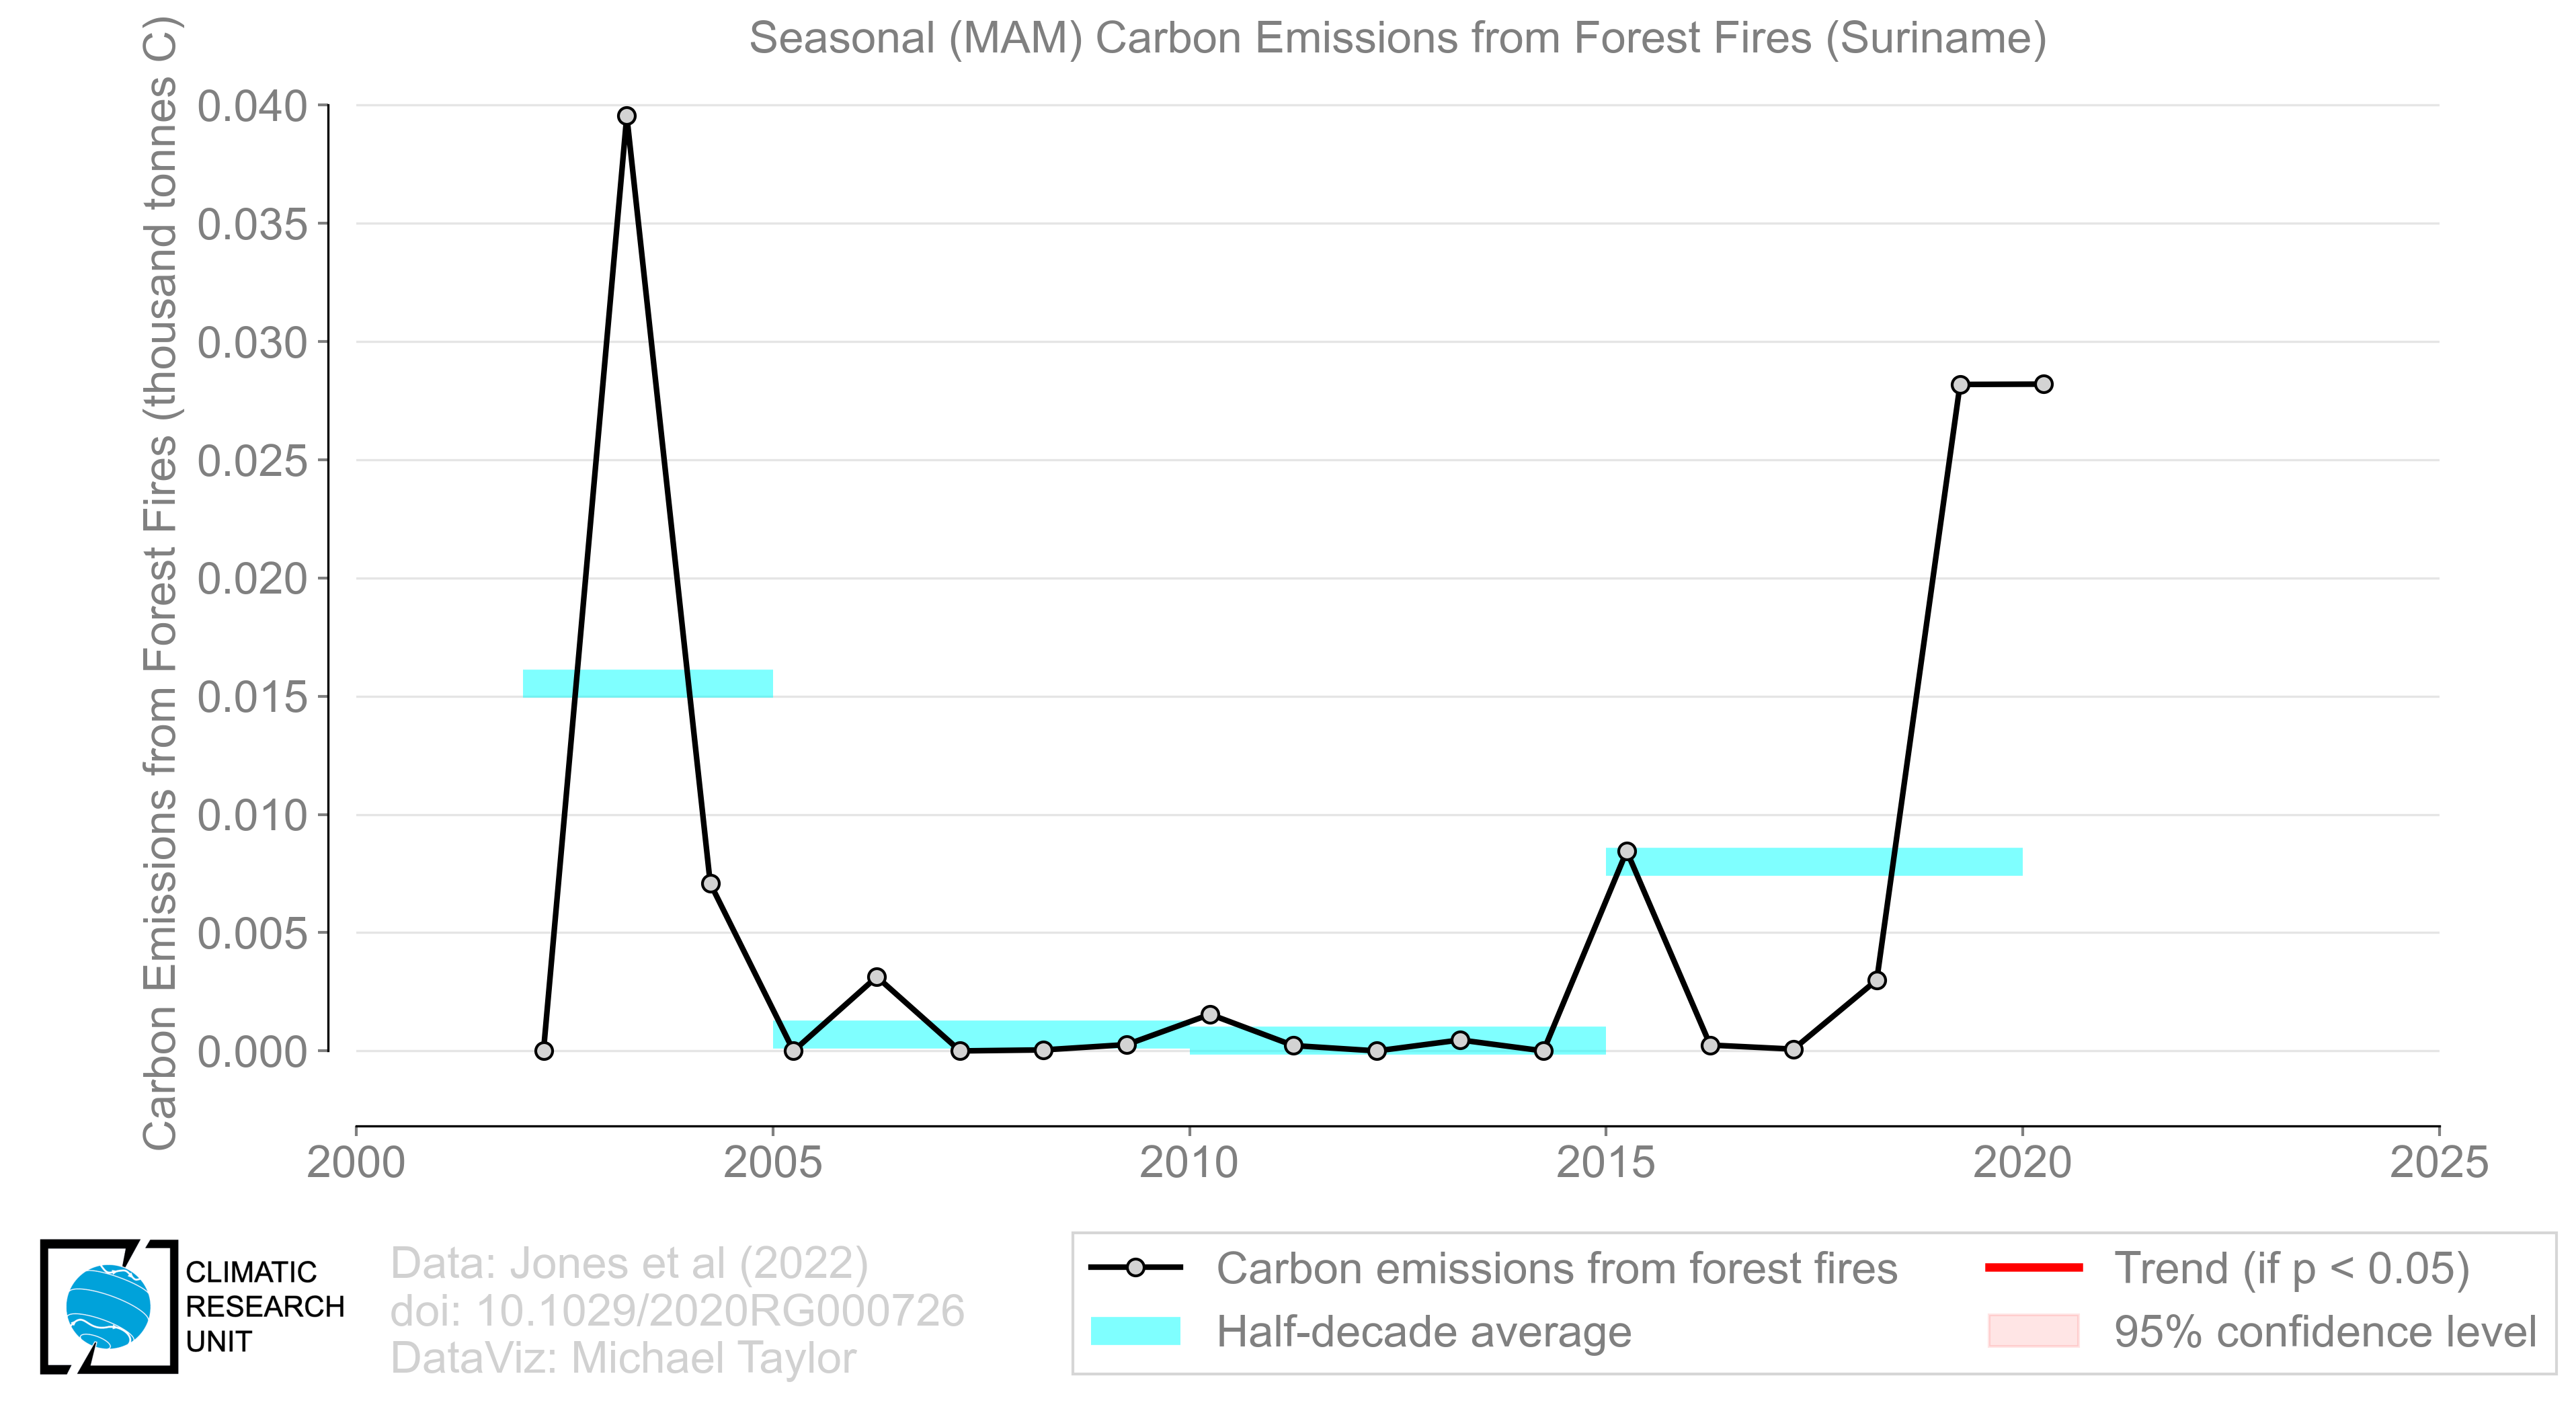 Seasonal (MAM) Carbon Emissions from Forest Fires (Suriname)
Carbon Emissions from Forest Fires (thousand tonnes C)
0.040
0.035
0.030
0.025
0.020
0.015
0.010
0.005
0.000
2000 2005 2010 2015 2020 2025
CLIMATIC
RESEARCH
UNIT
Data: Jones et al (2022)
doi: 10.1029/2020RG000726
DataViz: Michael Taylor
Carbon emissions from forest fires
Half-decade average
Trend (if p < 0.05)
95% confidence level